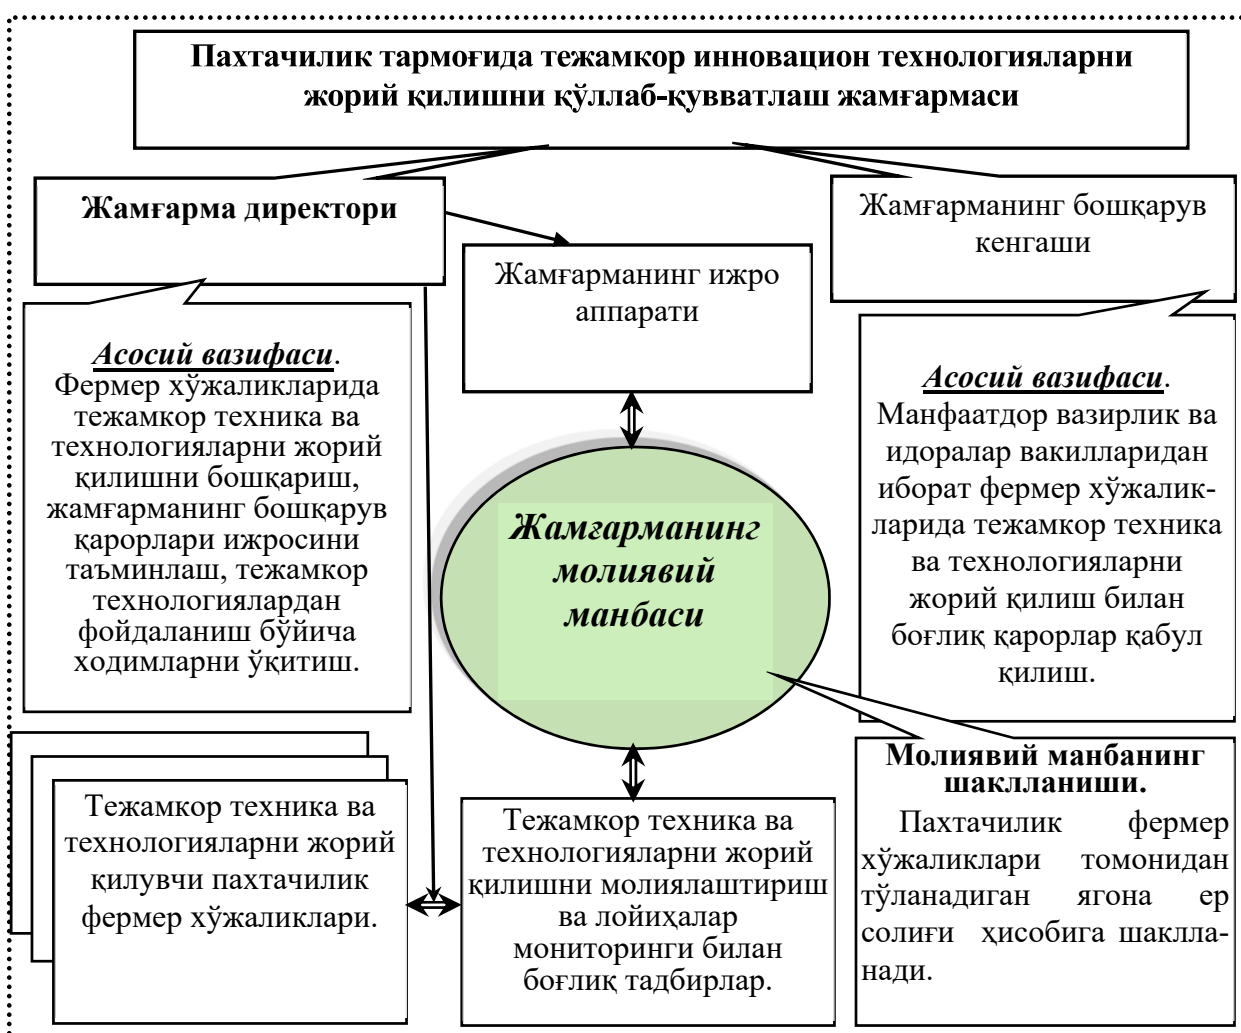 Пахтачилик тармоғида тежамкор инновацион технологияларни
жорий қилишни қўллаб-қувватлаш жамғармаси
Жамғарма директори
Жамғарманинг бошқарув
кенгаши
Жамғарманинг ижро
аппарати
Асосий вазифаси.
Фермер хўжаликларида
тежамкор техника ва
технологияларни жорий
қилишни бошқариш,
жамғарманинг бошқарув
қарорлари ижросини
таъминлаш, тежамкор
технологиялардан
фойдаланиш бўйича
ходимларни ўқитиш.
Жамғарманинг
молиявий
манбаси
Асосий вазифаси.
Манфаатдор вазирлик ва
идоралар вакилларидан
иборат фермер хўжалик-
ларида тежамкор техника
ва технологияларни
жорий қилиш билан
боғлиқ қарорлар қабул
қилиш.
Тежамкор техника ва
технологияларни жорий
қилувчи пахтачилик
фермер хўжаликлари.
Тежамкор техника ва
технологияларни жорий
қилишни молиялаштириш
ва лойиҳалар
мониторинги билан
боғлиқ тадбирлар.
Молиявий манбанинг
шаклланиши.
Пахтачилик фермер
хўжаликлари томонидан
тўланадиган ягона ер
солиғи ҳисобига шаклла-
нади.